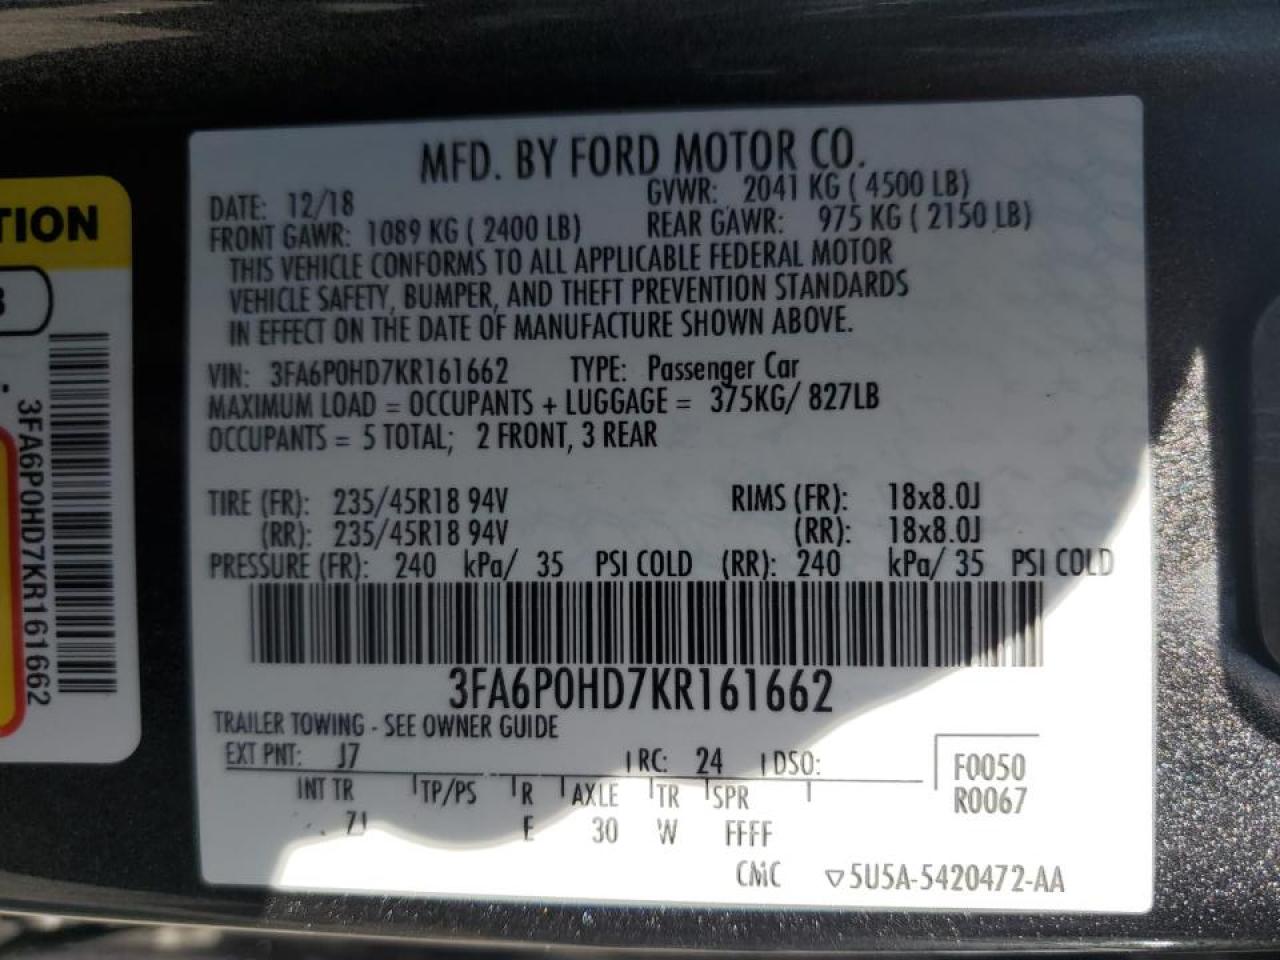 MFD. BY FORD MOTOR CO.
DATE: 12/18 GVWR: 2041 KG ( 4500 LB)
FRONT GAWR: 1089 KG ( 2400 LB) REAR GAWR: 975 KG ( 2150 LB)
THIS VEHICLE CONFORMS TO ALL APPLICABLE FEDERAL MOTOR
VEHICLE SAFETY, BUMPER, AND THEFT PREVENTION STANDARDS
IN EFFECT ON THE DATE OF MANUFACTURE SHOWN ABOVE.
VIN: 3FA6P0HD7KR161662 TYPE: Passenger Car
MAXIMUM LOAD = OCCUPANTS + LUGGAGE = 375KG/ 827LB
OCCUPANTS = 5 TOTAL; 2 FRONT, 3 REAR
TIRE (FR): 235/45R18 94V RIMS (FR): 18x8.0J
(RR): 235/45R18 94V (RR): 18x8.0J
PRESSURE (FR): 240 kPa/ 35 PSI COLD (RR): 240 kPa/ 35 PSI COLD
3FA6P0HD7KR161662
TRAILER TOWING - SEE OWNER GUIDE
EXT PNT: J7 RC: 24 DSO:
F0050
R0067
INT TR TP/PS R AXLE TR SPR
E 30 W FFFF
CMC ▽5U5A-5420472-AA
3FA6P0HD7KR161662